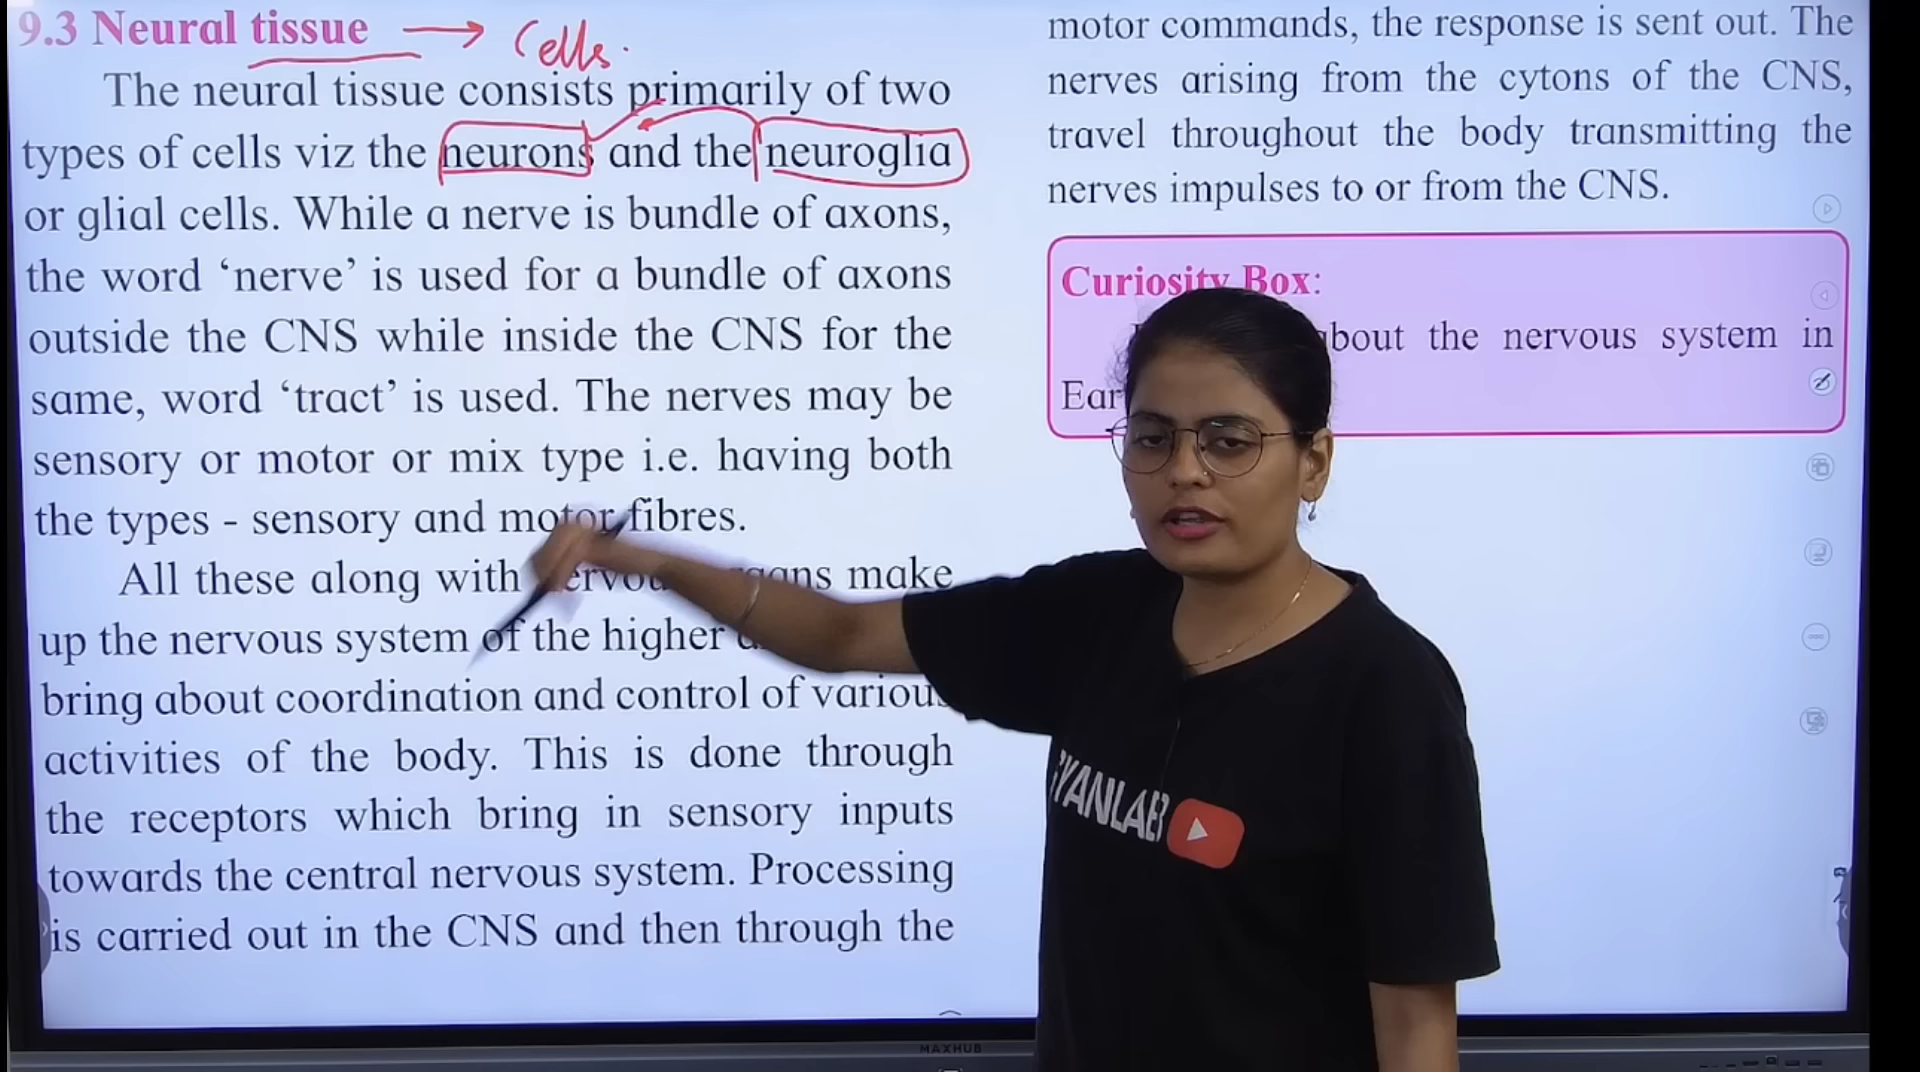 9.3 Neural tissue → Cells.
The neural tissue consists primarily of two
types of cells viz the neurons and the neuroglia
or glial cells. While a nerve is bundle of axons,
the word ‘nerve’ is used for a bundle of axons
outside the CNS while inside the CNS for the
same, word ‘tract’ is used. The nerves may be
sensory or motor or mix type i.e. having both
the types - sensory and motor fibres.
All these along with make
up the nervous system of the higher
bring about coordination and control of various
activities of the body. This is done through
the receptors which bring in sensory inputs
towards the central nervous system. Processing
is carried out in the CNS and then through the
motor commands, the response is sent out. The
nerves arising from the cytons of the CNS,
travel throughout the body transmitting the
nerves impulses to or from the CNS.
Curiosity Box:
about the nervous system in
GYANLAB
MAXHUB